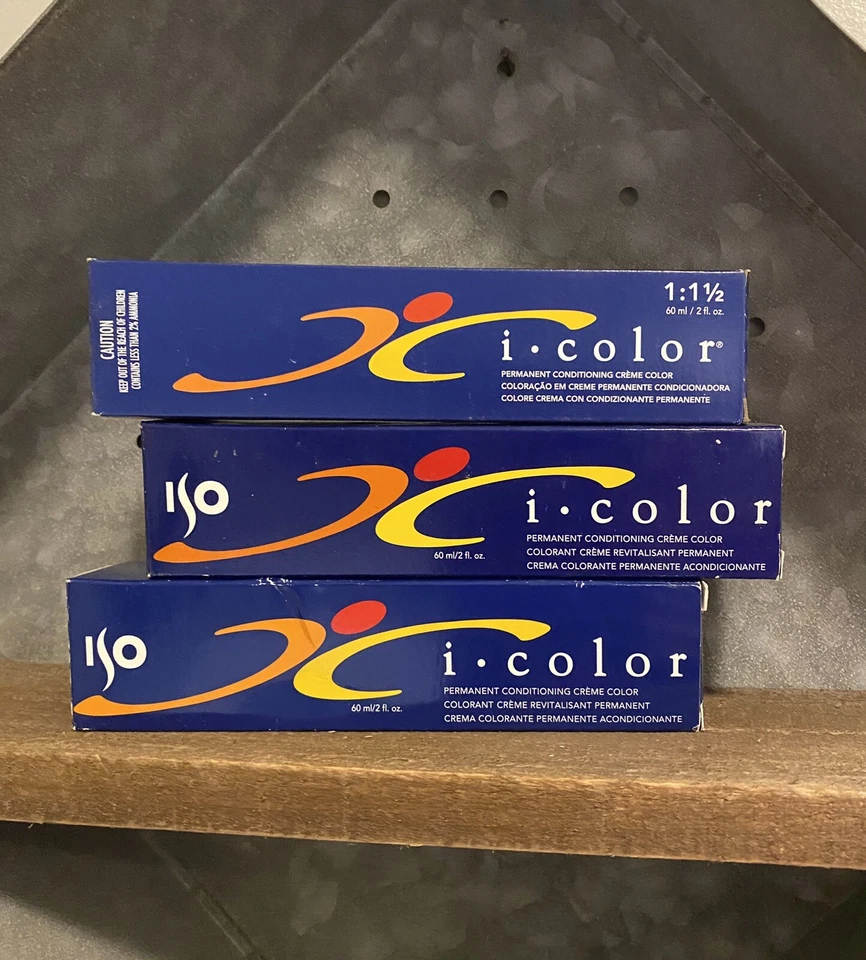 CAUTION
KEEP OUT OF THE REACH OF CHILDREN
CONTAINS LESS THAN 2% AMMONIA
1:1½
60 ml / 2 fl. oz.
i·color®
PERMANENT CONDITIONING CRÈME COLOR
COLORAÇÃO EM CREME PERMANENTE CONDICIONADORA
COLORE CREMA CON CONDIZIONANTE PERMANENTE
ISO
i·color
60 ml/2 fl. oz.
PERMANENT CONDITIONING CRÈME COLOR
COLORANT CRÈME REVITALISANT PERMANENT
CREMA COLORANTE PERMANENTE ACONDICIONANTE
ISO
i·color
60 ml/2 fl. oz.
PERMANENT CONDITIONING CRÈME COLOR
COLORANT CRÈME REVITALISANT PERMANENT
CREMA COLORANTE PERMANENTE ACONDICIONANTE